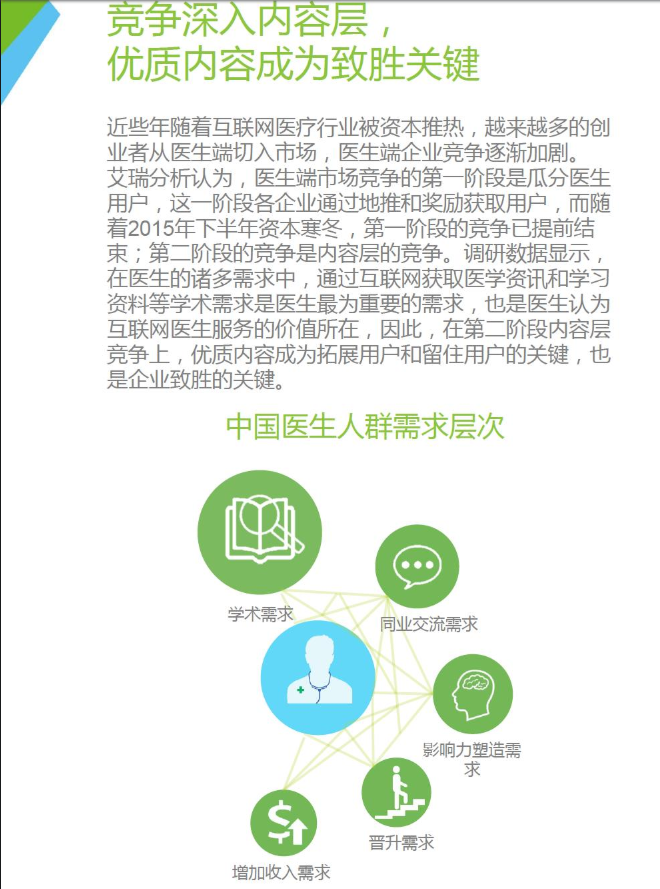 竞争深入内容层，
优质内容成为致胜关键
近些年随着互联网医疗行业被资本推热，越来越多的创
业者从医生端切入市场，医生端企业竞争逐渐加剧。
艾瑞分析认为，医生端市场竞争的第一阶段是瓜分医生
用户，这一阶段各企业通过地推和奖励获取用户，而随
着2015年下半年资本寒冬，第一阶段的竞争已提前结
束；第二阶段的竞争是内容层的竞争。调研数据显示，
在医生的诸多需求中，通过互联网获取医学资讯和学习
资料等学术需求是医生最为重要的需求，也是医生认为
互联网医生服务的价值所在，因此，在第二阶段内容层
竞争上，优质内容成为拓展用户和留住用户的关键，也
是企业致胜的关键。
中国医生人群需求层次
学术需求
同业交流需求
影响力塑造需
求
晋升需求
增加收入需求